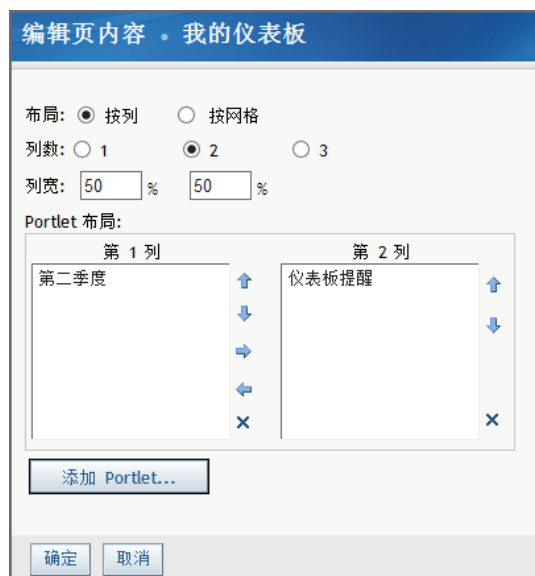 编辑页内容 • 我的仪表板
布局: 按列 按网格
列数: 1 2 3
列宽: 50 % 50 %
Portlet 布局:
第 1 列 第 2 列
第二季度 仪表板提醒
添加 Portlet...
确定 取消